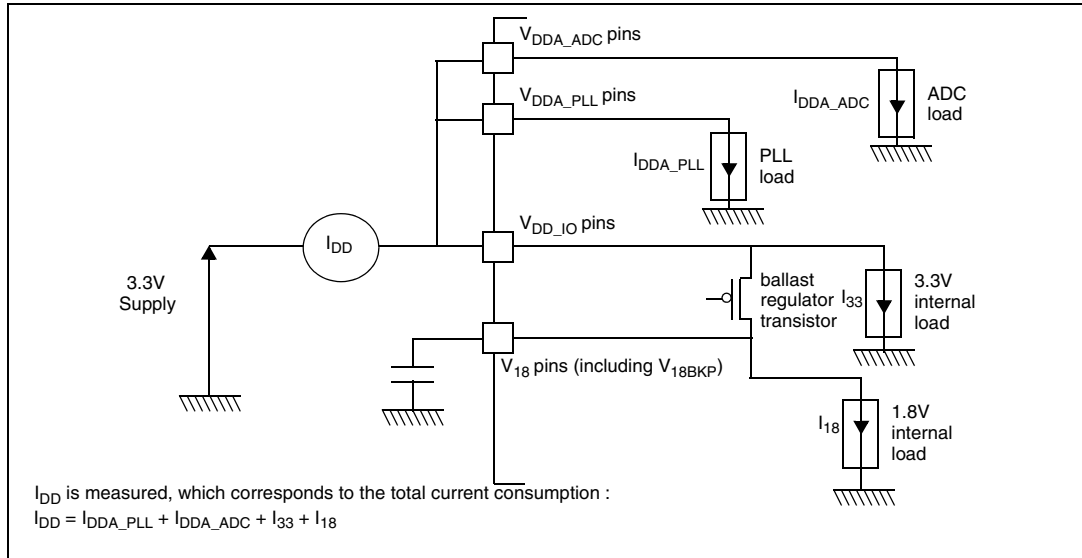 V_DDA_ADC pins
I_DDA_ADC
ADC
load
V_DDA_PLL pins
I_DDA_PLL
PLL
load
V_DD_IO pins
I_DD
3.3V
Supply
ballast
regulator
transistor
I_33
3.3V
internal
load
V_18 pins (including V_18BKP)
I_18
1.8V
internal
load
I_DD is measured, which corresponds to the total current consumption :
I_DD = I_DDA_PLL + I_DDA_ADC + I_33 + I_18